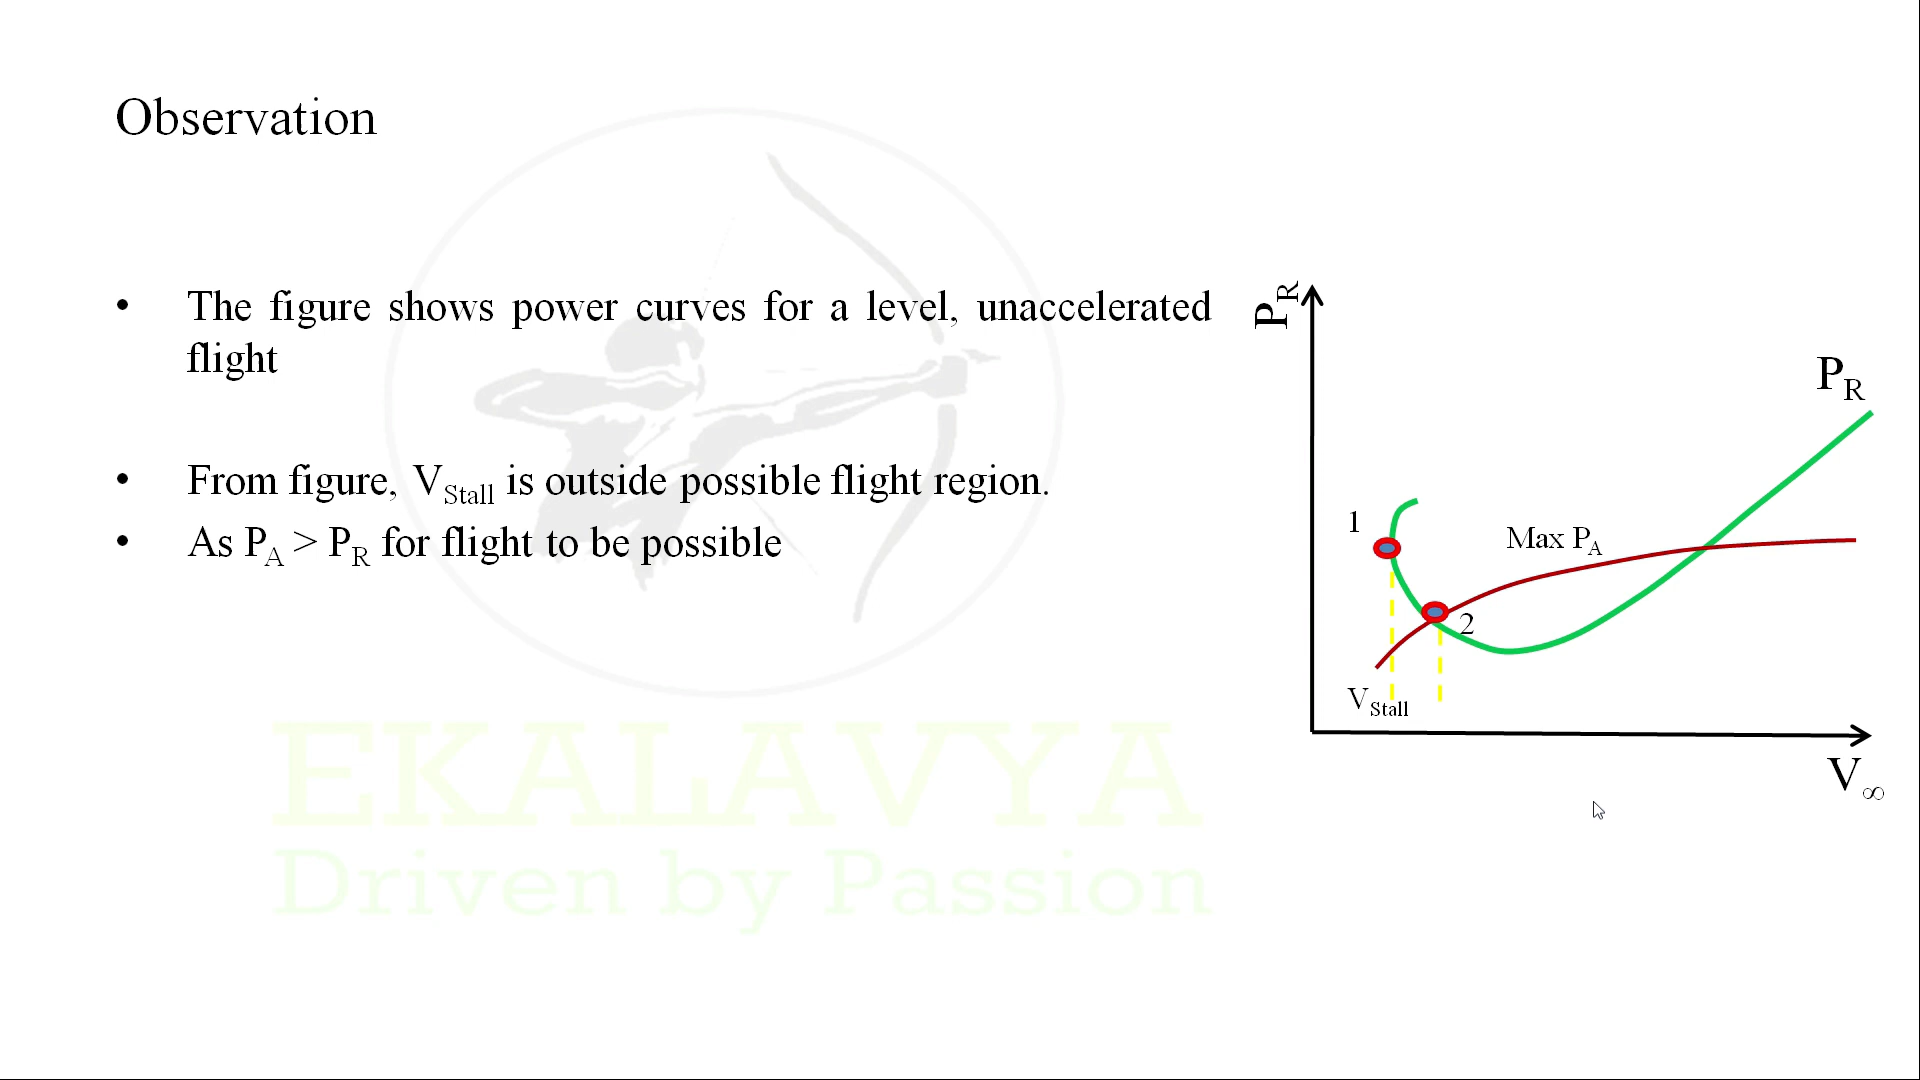 Observation
• The figure shows power curves for a level, unaccelerated
flight
• From figure, V_Stall is outside possible flight region.
• As P_A > P_R for flight to be possible
P_R
P_R
1
Max P_A
2
V_Stall
V_∞
EKALAVYA
Driven by Passion